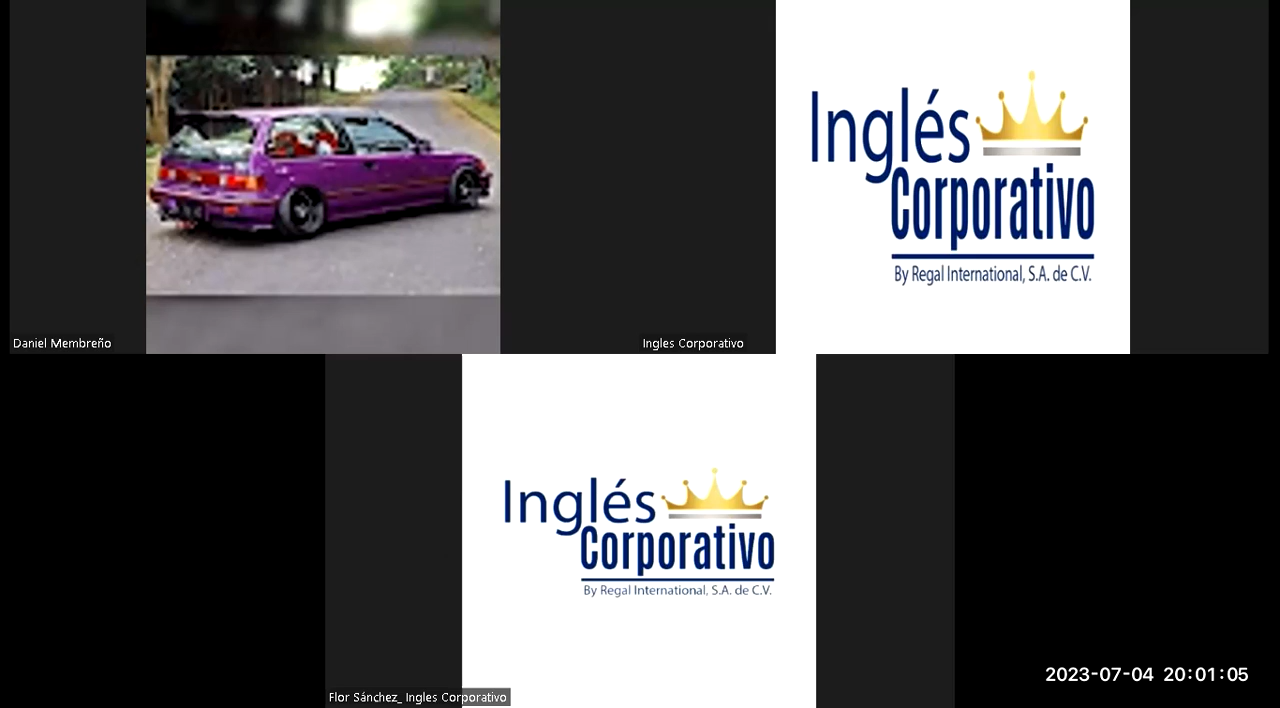 Daniel Membreño
Ingles Corporativo
Inglés
Corporativo
By Regal International, S.A. de C.V.
Inglés
Corporativo
By Regal International, S.A. de C.V.
Flor Sánchez_ Ingles Corporativo
2023-07-04 20:01:05